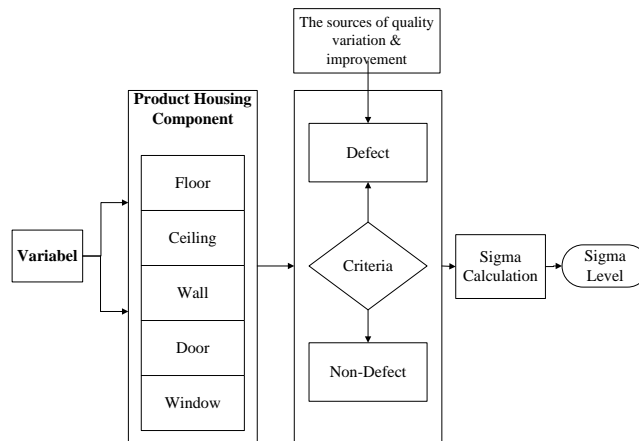 The sources of quality
variation &
improvement
Product Housing
Component
Floor
Ceiling
Wall
Door
Window
Variabel
Defect
Criteria
Non-Defect
Sigma
Calculation
Sigma
Level